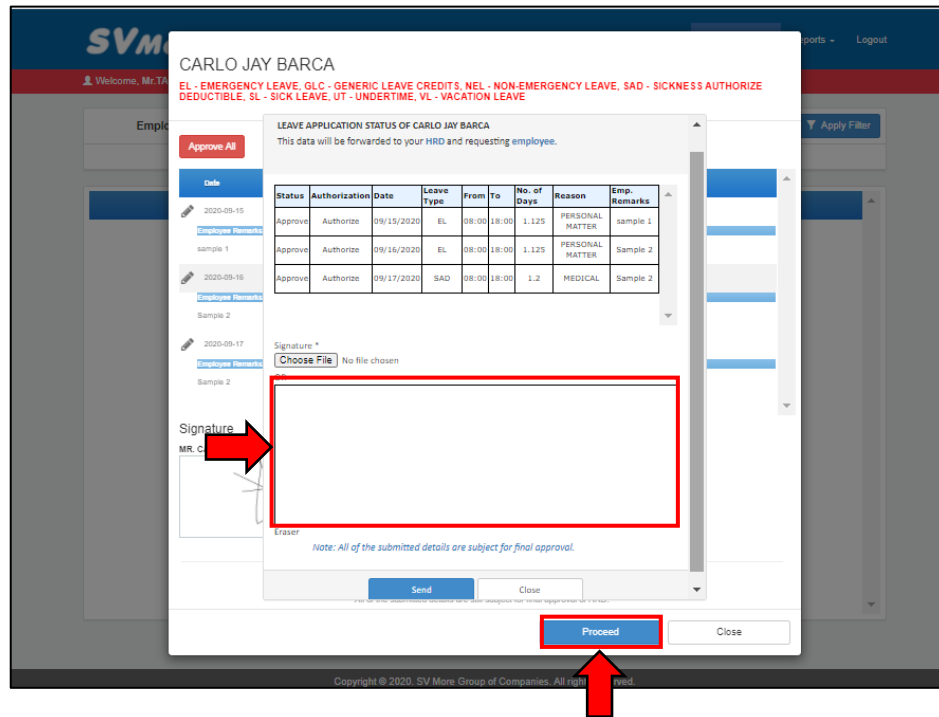 SVM
eports - Logout
Welcome, Mr.TA
CARLO JAY BARCA
EL - EMERGENCY LEAVE, GLC - GENERIC LEAVE CREDITS, NEL - NON-EMERGENCY LEAVE, SAD - SICKNESS AUTHORIZE
DEDUCTIBLE, SL - SICK LEAVE, UT - UNDERTIME, VL - VACATION LEAVE
Emplo
Apply Filter
Approve All
LEAVE APPLICATION STATUS OF CARLO JAY BARCA
This data will be forwarded to your HRD and requesting employee.
Date
2020-09-15
Employee Remarks
sample 1
2020-09-16
Employee Remarks
Sample 2
2020-09-17
Employee Remarks
Sample 2
Status Authorization Date Leave Type From To No. of Days Reason Emp. Remarks
Approve Authorize 09/15/2020 EL 08:00 18:00 1.125 PERSONAL MATTER sample 1
Approve Authorize 09/16/2020 EL 08:00 18:00 1.125 PERSONAL MATTER Sample 2
Approve Authorize 09/17/2020 SAD 08:00 18:00 1.2 MEDICAL Sample 2
Signature *
Choose File No file chosen
Signature
MR. C
Eraser
Note: All of the submitted details are subject for final approval.
Send Close
Proceed Close
Copyright © 2020. SV More Group of Companies. All right rved.